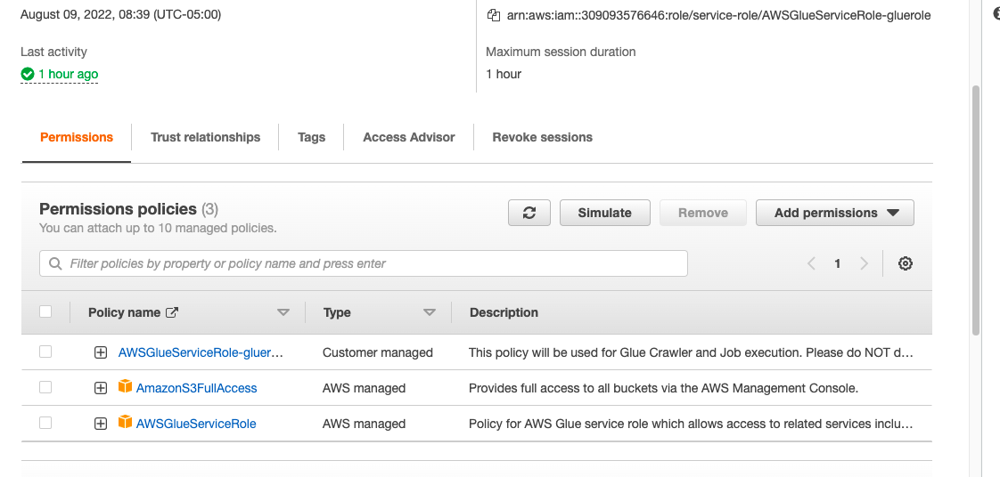 August 09, 2022, 08:39 (UTC-05:00)
arn:aws:iam::309093576646:role/service-role/AWSGlueServiceRole-gluerole
Last activity
Maximum session duration
1 hour ago
1 hour
Permissions
Trust relationships
Tags
Access Advisor
Revoke sessions
Permissions policies (3)
You can attach up to 10 managed policies.
Simulate
Remove
Add permissions
Filter policies by property or policy name and press enter
1
Policy name
Type
Description
AWSGlueServiceRole-gluer…
Customer managed
This policy will be used for Glue Crawler and Job execution. Please do NOT d…
AmazonS3FullAccess
AWS managed
Provides full access to all buckets via the AWS Management Console.
AWSGlueServiceRole
AWS managed
Policy for AWS Glue service role which allows access to related services inclu…